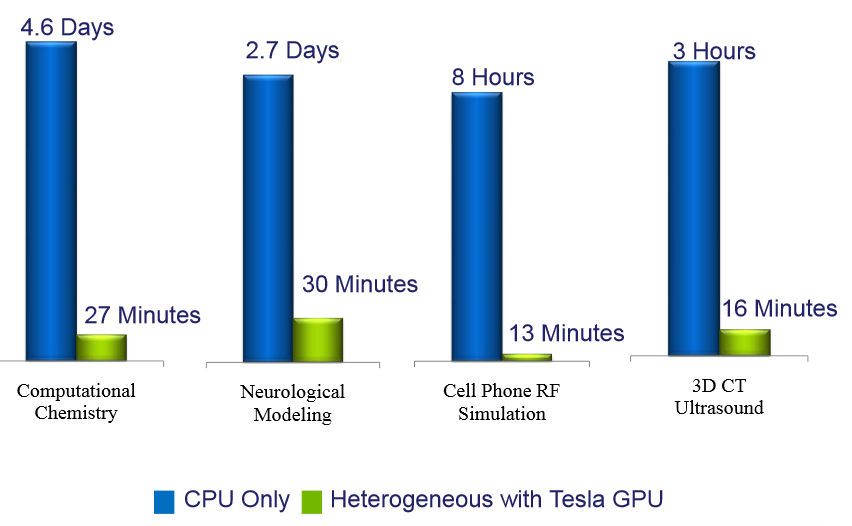 4.6 Days
27 Minutes
Computational
Chemistry
2.7 Days
30 Minutes
Neurological
Modeling
8 Hours
13 Minutes
Cell Phone RF
Simulation
3 Hours
16 Minutes
3D CT
Ultrasound
CPU Only
Heterogeneous with Tesla GPU